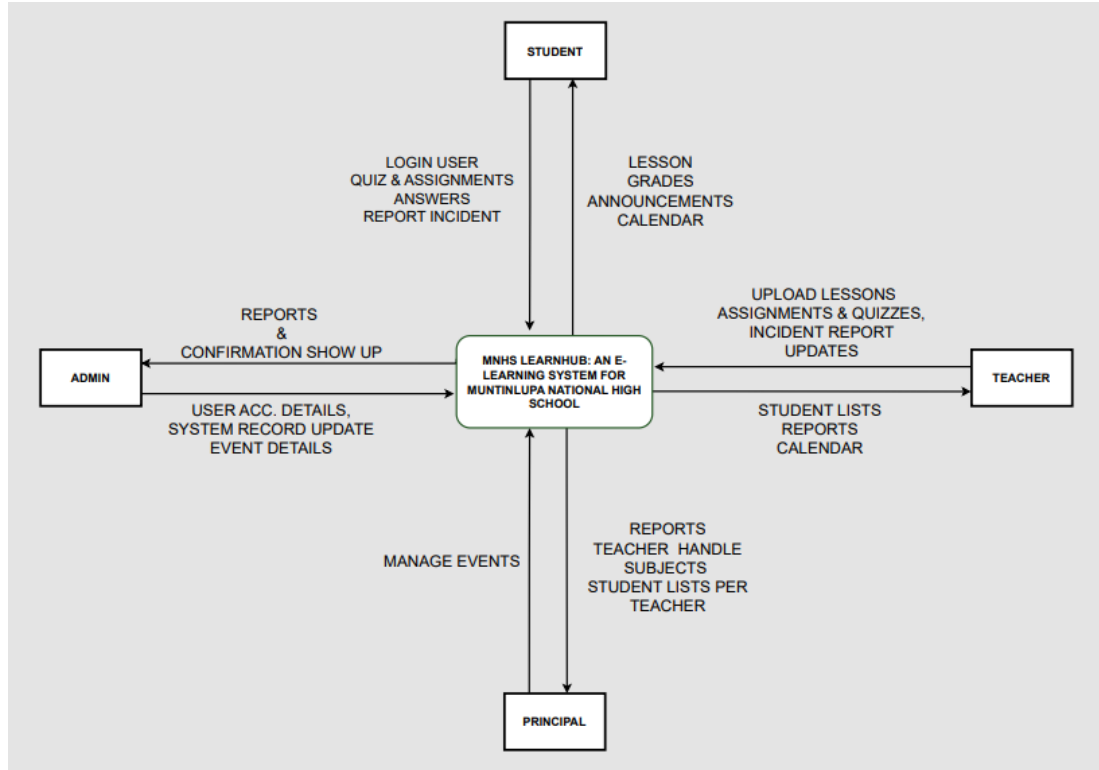 STUDENT
LOGIN USER
QUIZ & ASSIGNMENTS
ANSWERS
REPORT INCIDENT
LESSON
GRADES
ANNOUNCEMENTS
CALENDAR
REPORTS
&
CONFIRMATION SHOW UP
UPLOAD LESSONS
ASSIGNMENTS & QUIZZES,
INCIDENT REPORT
UPDATES
ADMIN
MNHS LEARNHUB: AN E-
LEARNING SYSTEM FOR
MUNTINLUPA NATIONAL HIGH
SCHOOL
TEACHER
USER ACC. DETAILS,
SYSTEM RECORD UPDATE
EVENT DETAILS
STUDENT LISTS
REPORTS
CALENDAR
MANAGE EVENTS
REPORTS
TEACHER HANDLE
SUBJECTS
STUDENT LISTS PER
TEACHER
PRINCIPAL